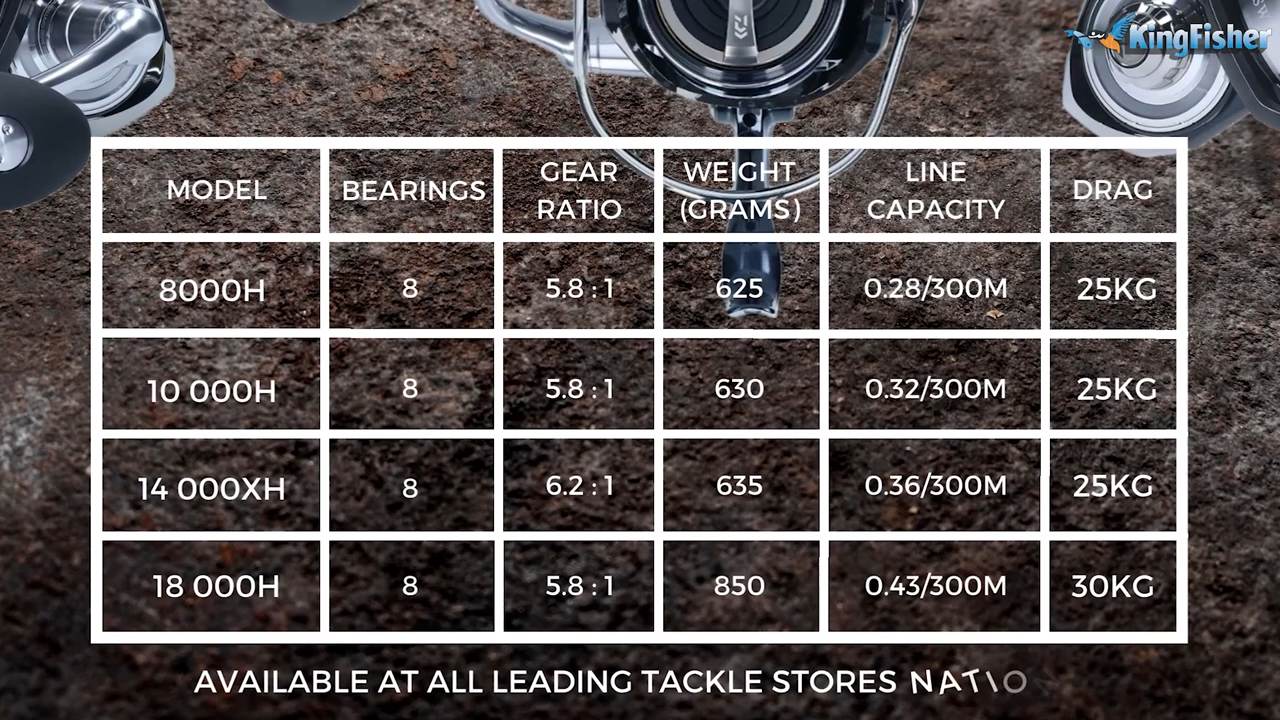 KingFisher
MODEL BEARINGS GEAR RATIO WEIGHT (GRAMS) LINE CAPACITY DRAG
8000H 8 5.8 : 1 625 0.28/300M 25KG
10 000H 8 5.8 : 1 630 0.32/300M 25KG
14 000XH 8 6.2 : 1 635 0.36/300M 25KG
18 000H 8 5.8 : 1 850 0.43/300M 30KG
AVAILABLE AT ALL LEADING TACKLE STORES NATIO